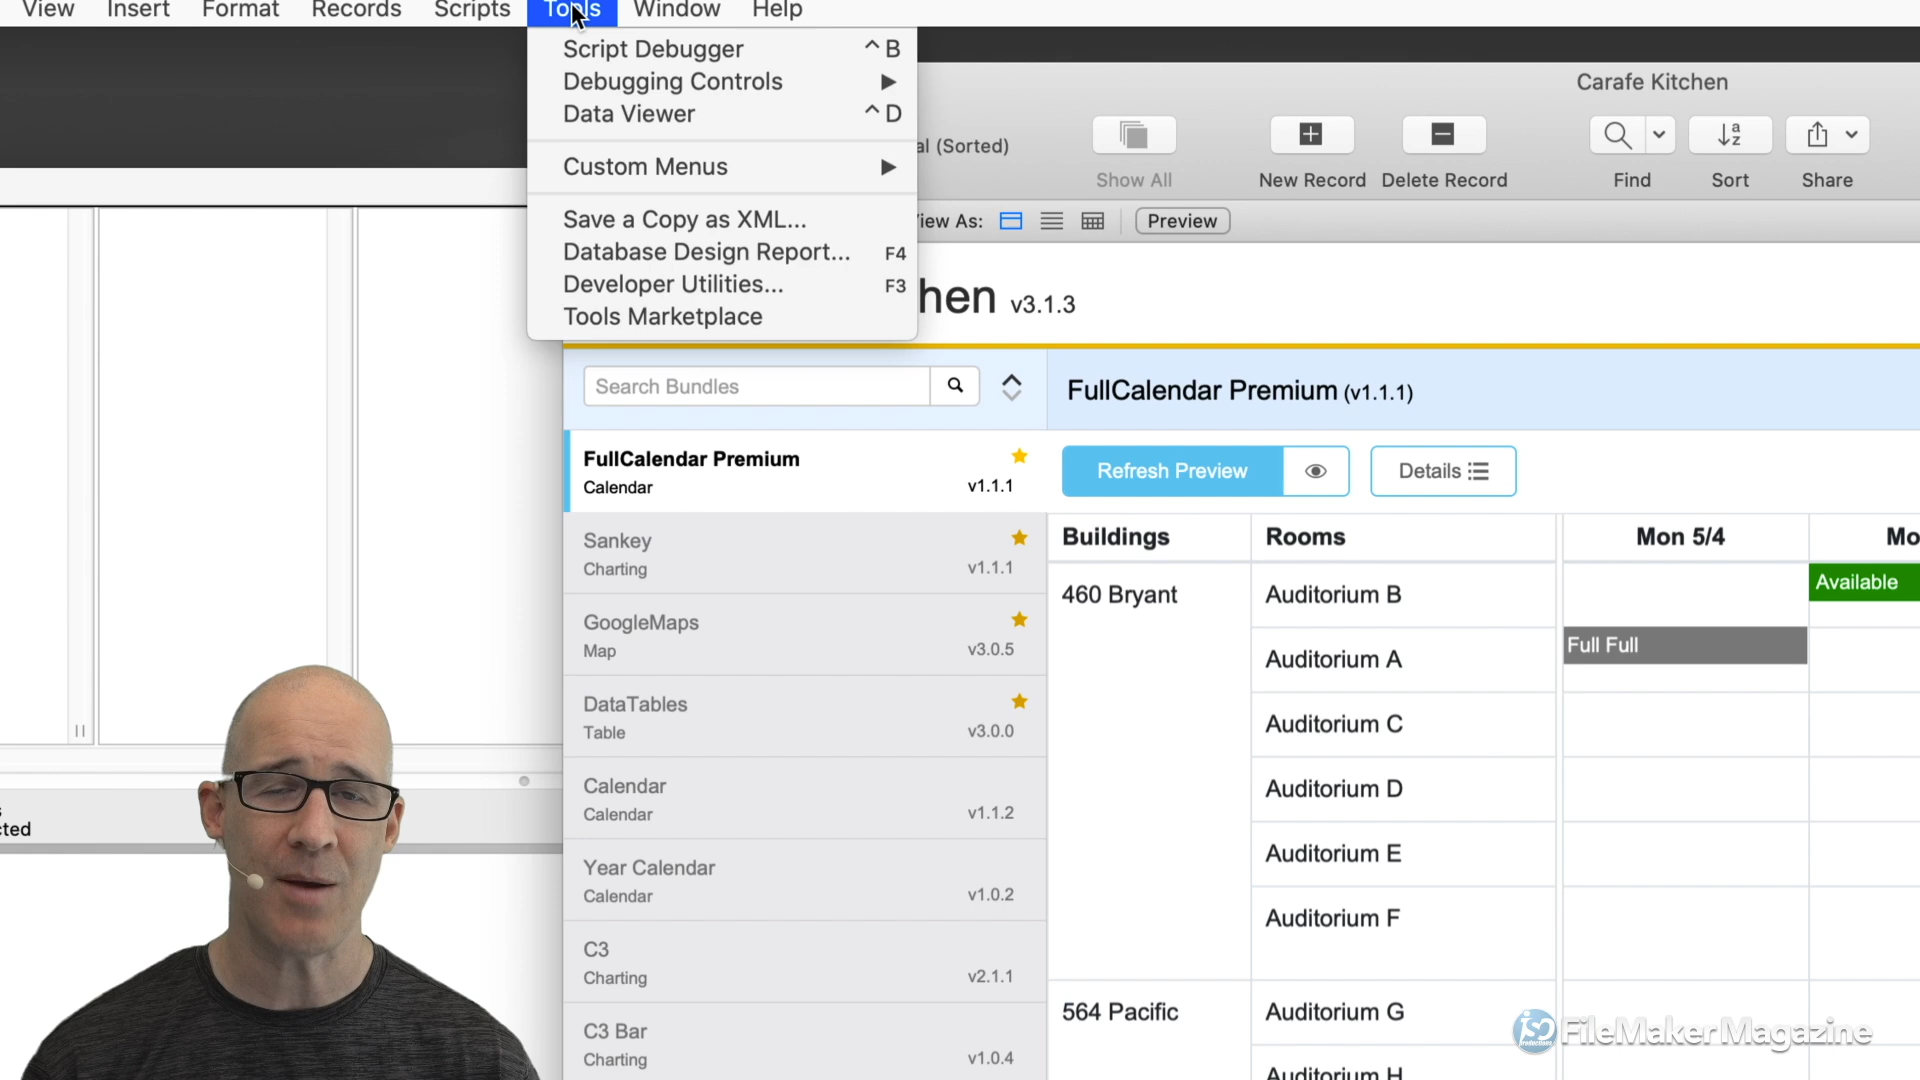 View Insert Format Records Scripts Tools Window Help
Script Debugger ^ B
Debugging Controls
Data Viewer ^ D
Custom Menus
Save a Copy as XML...
Database Design Report... F4
Developer Utilities... F3
Tools Marketplace
Carafe Kitchen
al (Sorted)
Show All
New Record
Delete Record
Find
Sort
Share
iew As:
Preview
hen v3.1.3
Search Bundles
FullCalendar Premium (v1.1.1)
FullCalendar Premium
Calendar v1.1.1
Sankey
Charting v1.1.1
GoogleMaps
Map v3.0.5
DataTables
Table v3.0.0
Calendar
Calendar v1.1.2
Year Calendar
Calendar v1.0.2
C3
Charting v2.1.1
C3 Bar
Charting v1.0.4
Refresh Preview
Details
Buildings Rooms Mon 5/4 Mo
460 Bryant Auditorium B Available
Auditorium A Full Full
Auditorium C
Auditorium D
Auditorium E
Auditorium F
564 Pacific Auditorium G
Auditorium H
cted
iso productions FileMaker Magazine